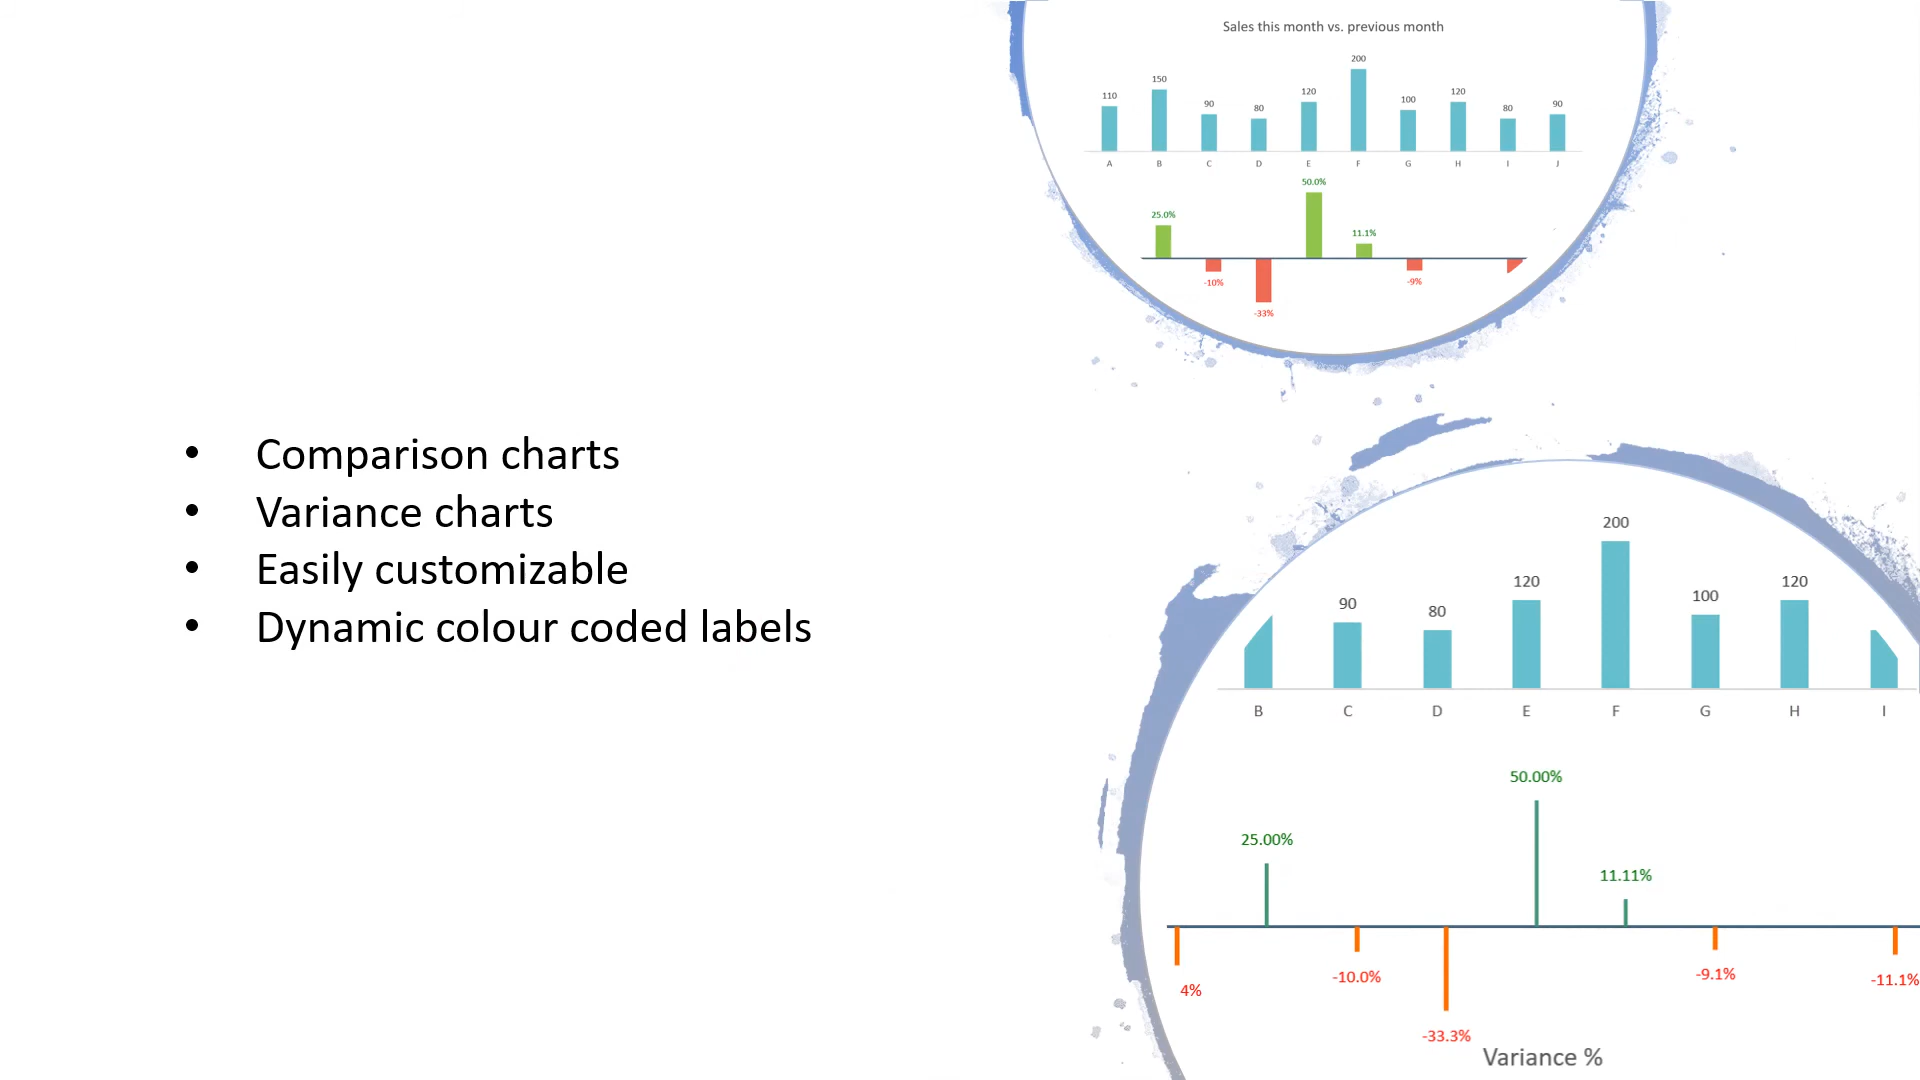 • Comparison charts
• Variance charts
• Easily customizable
• Dynamic colour coded labels
Sales this month vs. previous month
110 150 90 80 120 200 100 120 80 90
A B C D E F G H I J
25.0% 50.0% 11.1%
-10% -33% -9%
90 80 120 200 100 120
B C D E F G H I
25.00% 50.00% 11.11%
4% -10.0% -33.3% -9.1% -11.1%
Variance %